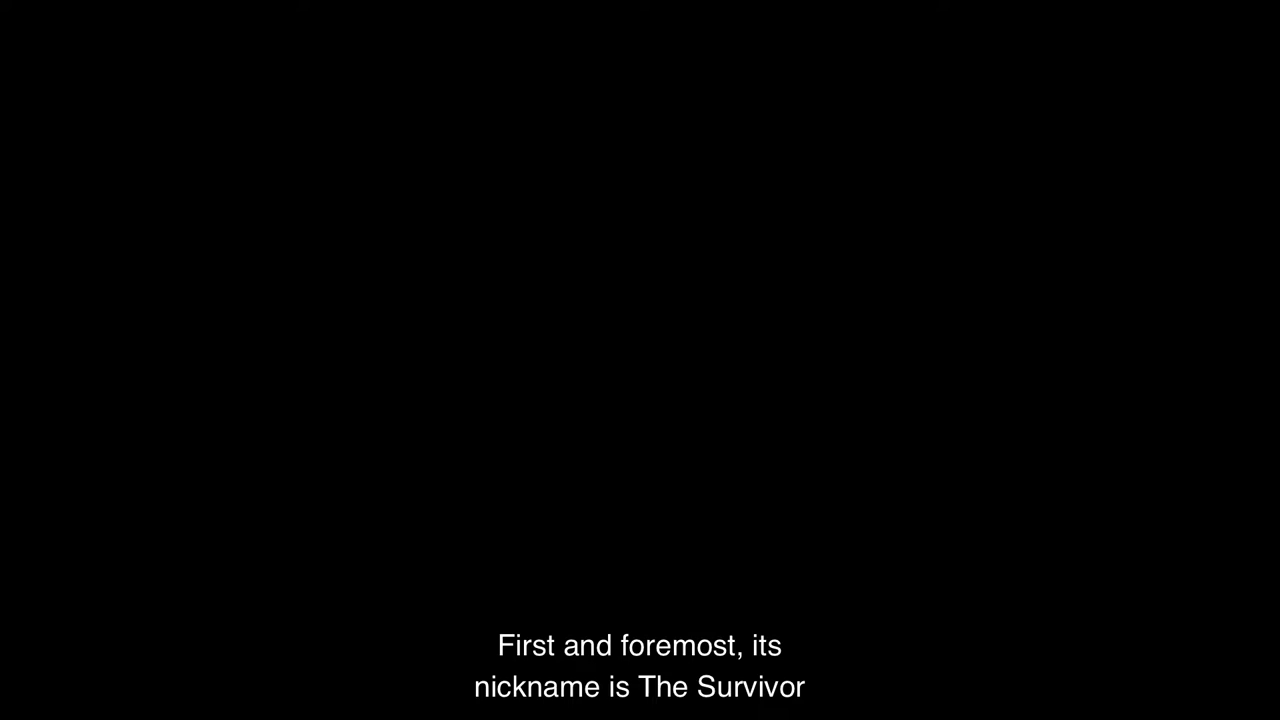 First and foremost, its
nickname is The Survivor